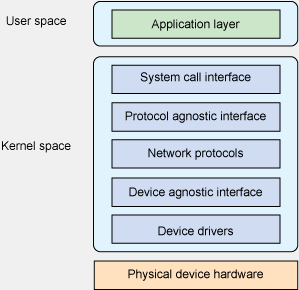 User space
Application layer
System call interface
Protocol agnostic interface
Kernel space
Network protocols
Device agnostic interface
Device drivers
Physical device hardware